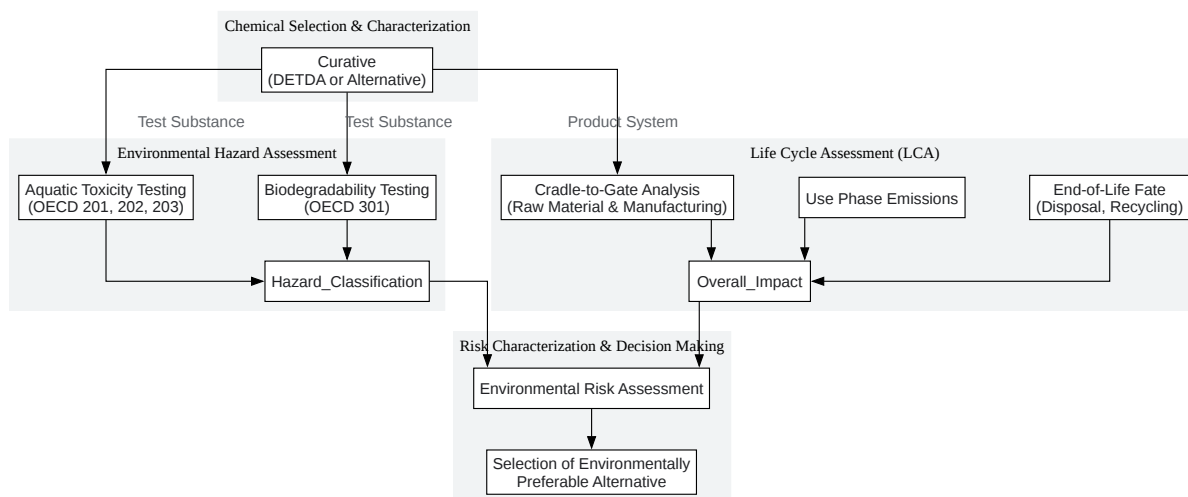 Chemical Selection & Characterization
Curative
(DETDA or Alternative)
Test Substance
Test Substance
Product System
Environmental Hazard Assessment
Life Cycle Assessment (LCA)
Aquatic Toxicity Testing
(OECD 201, 202, 203)
Biodegradability Testing
(OECD 301)
Cradle-to-Gate Analysis
(Raw Material & Manufacturing)
Use Phase Emissions
End-of-Life Fate
(Disposal, Recycling)
Hazard_Classification
Overall_Impact
Risk Characterization & Decision Making
Environmental Risk Assessment
Selection of Environmentally
Preferable Alternative